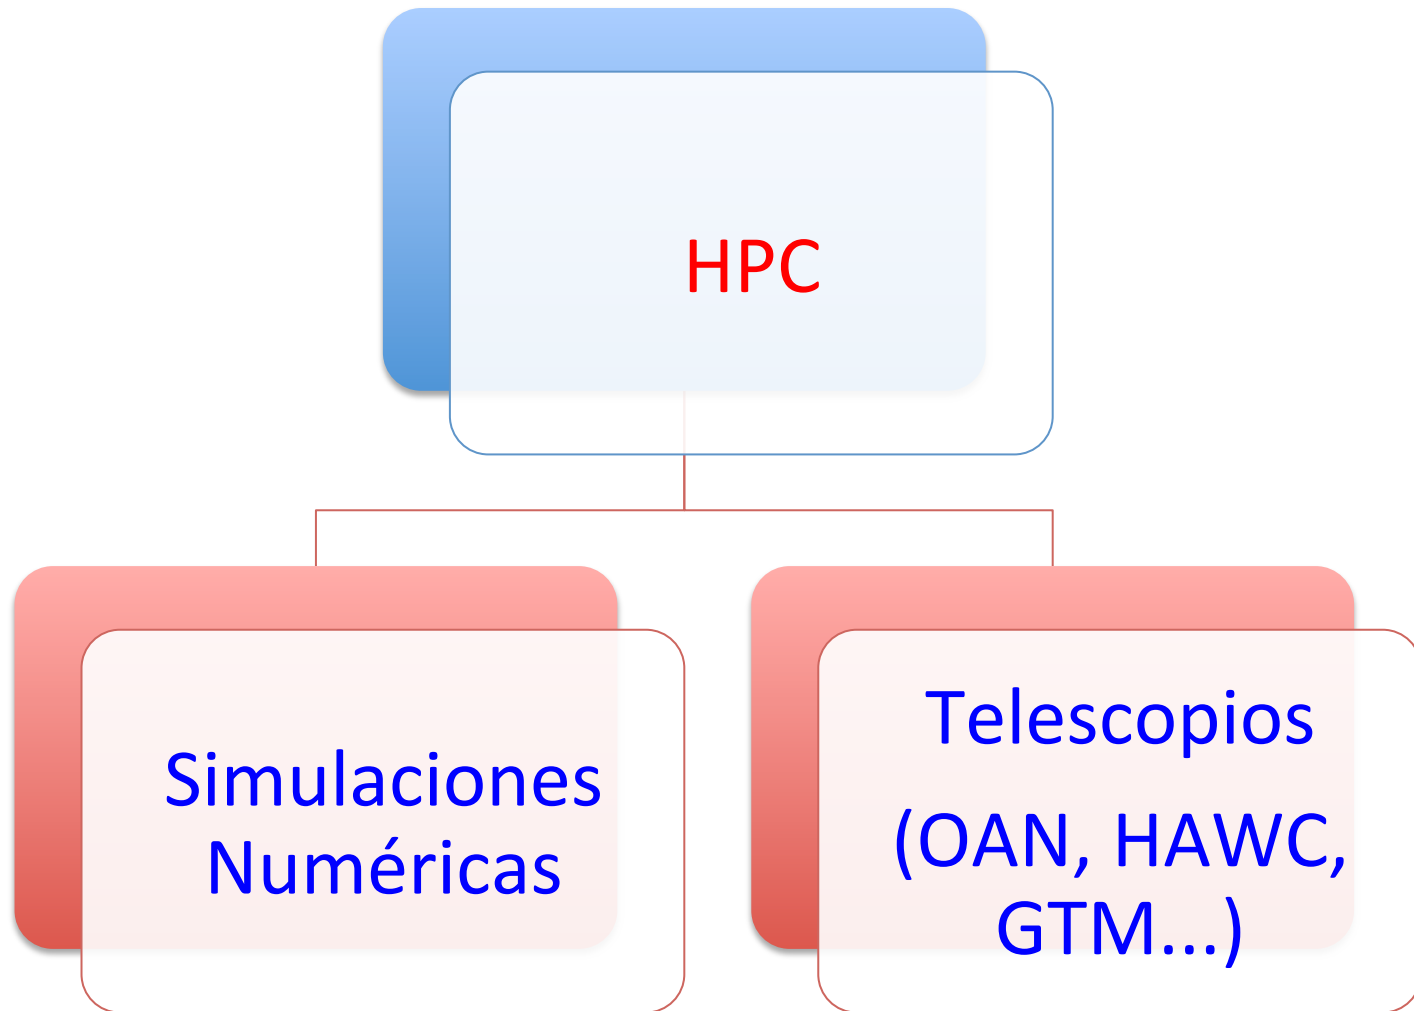 HPC
Simulaciones
Numéricas
Telescopios
(OAN, HAWC,
GTM...)